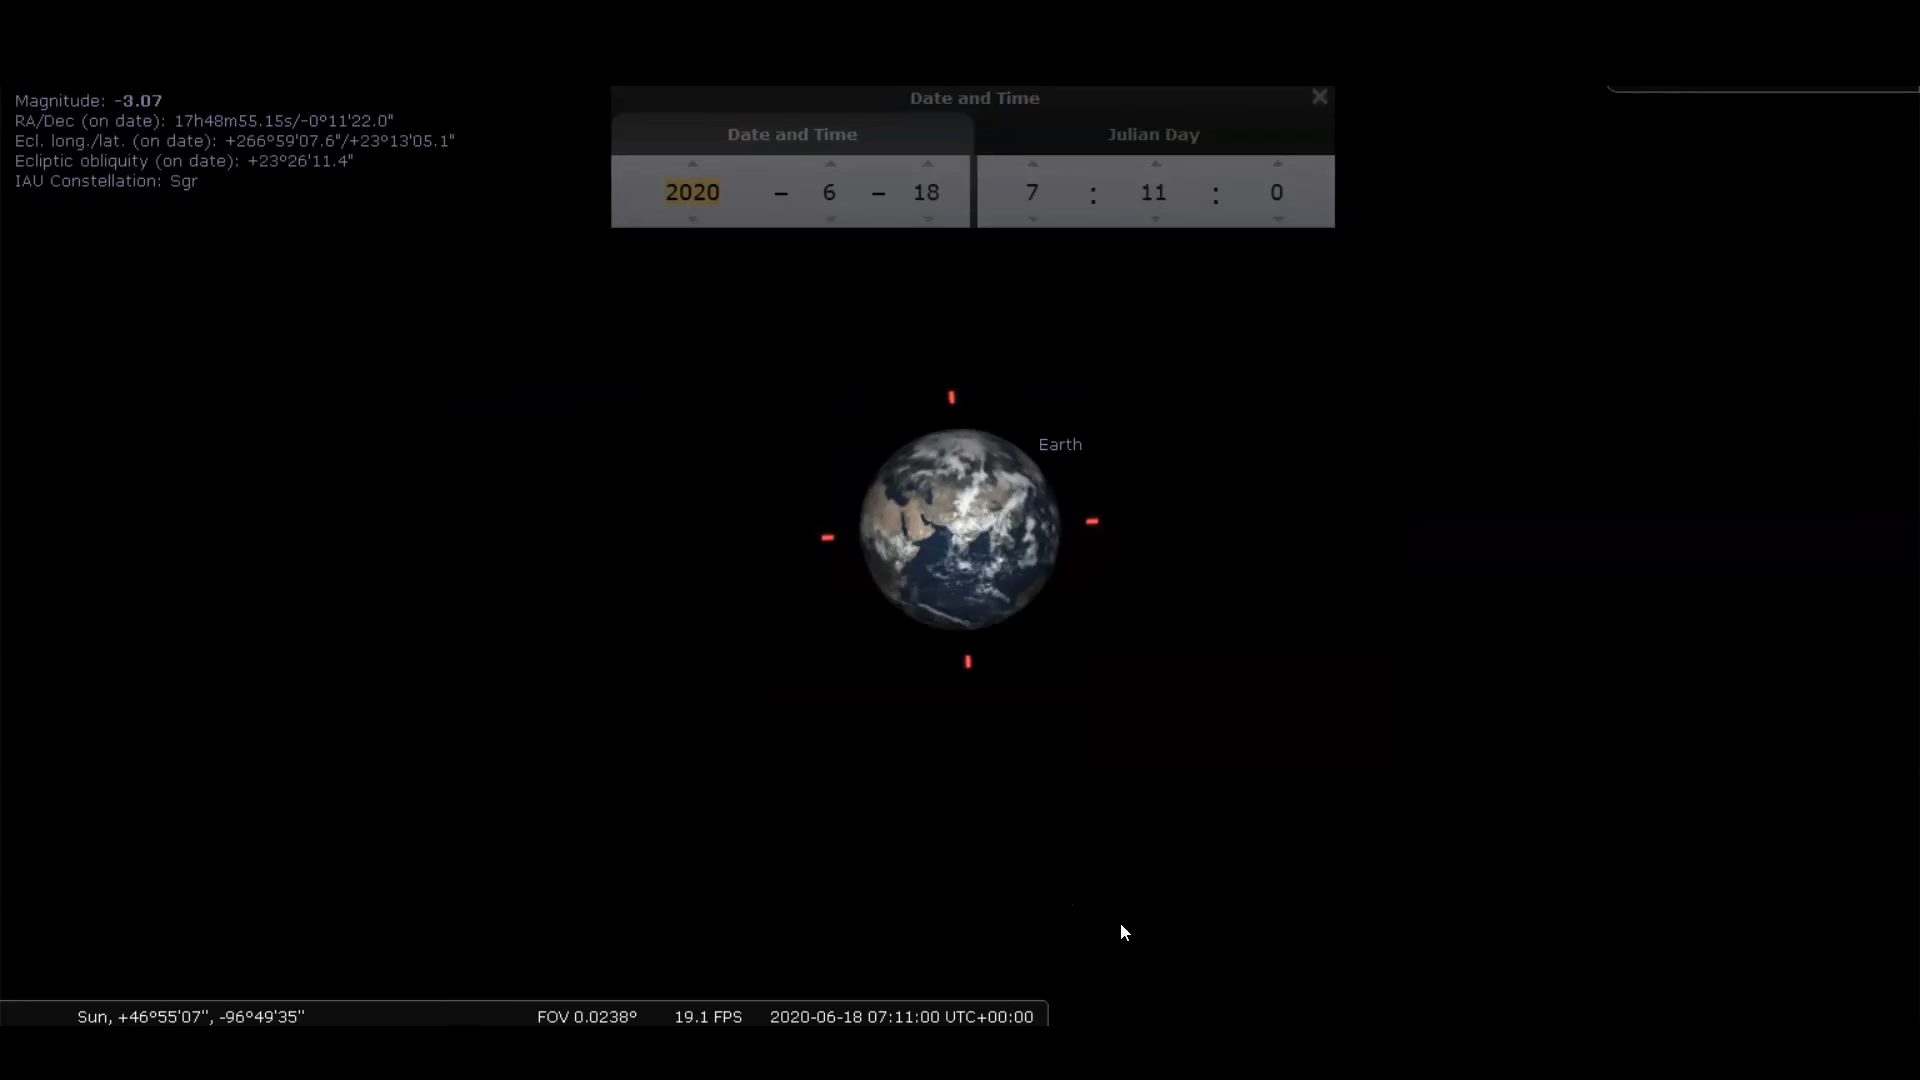 Magnitude: -3.07
RA/Dec (on date): 17h48m55.15s/-0°11'22.0"
Ecl. long./lat. (on date): +266°59'07.6"/+23°13'05.1"
Ecliptic obliquity (on date): +23°26'11.4"
IAU Constellation: Sgr
Date and Time
Date and Time Julian Day
2020 - 6 - 18 7 : 11 : 0
Earth
Sun, +46°55'07", -96°49'35" FOV 0.0238° 19.1 FPS 2020-06-18 07:11:00 UTC+00:00